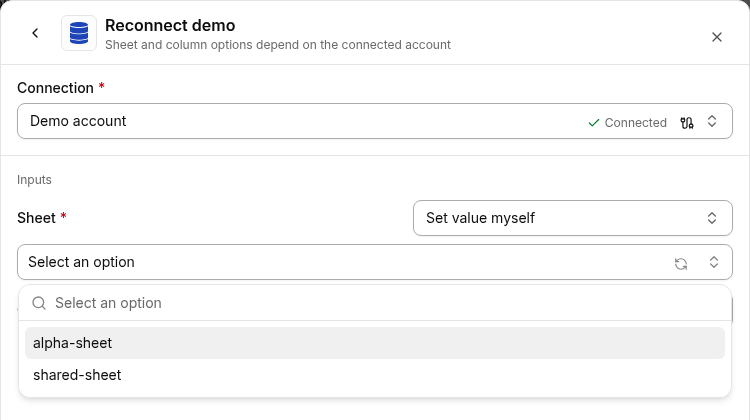 Reconnect demo
Sheet and column options depend on the connected account
Connection *
Demo account
Connected
Inputs
Sheet *
Set value myself
Select an option
Select an option
alpha-sheet
shared-sheet